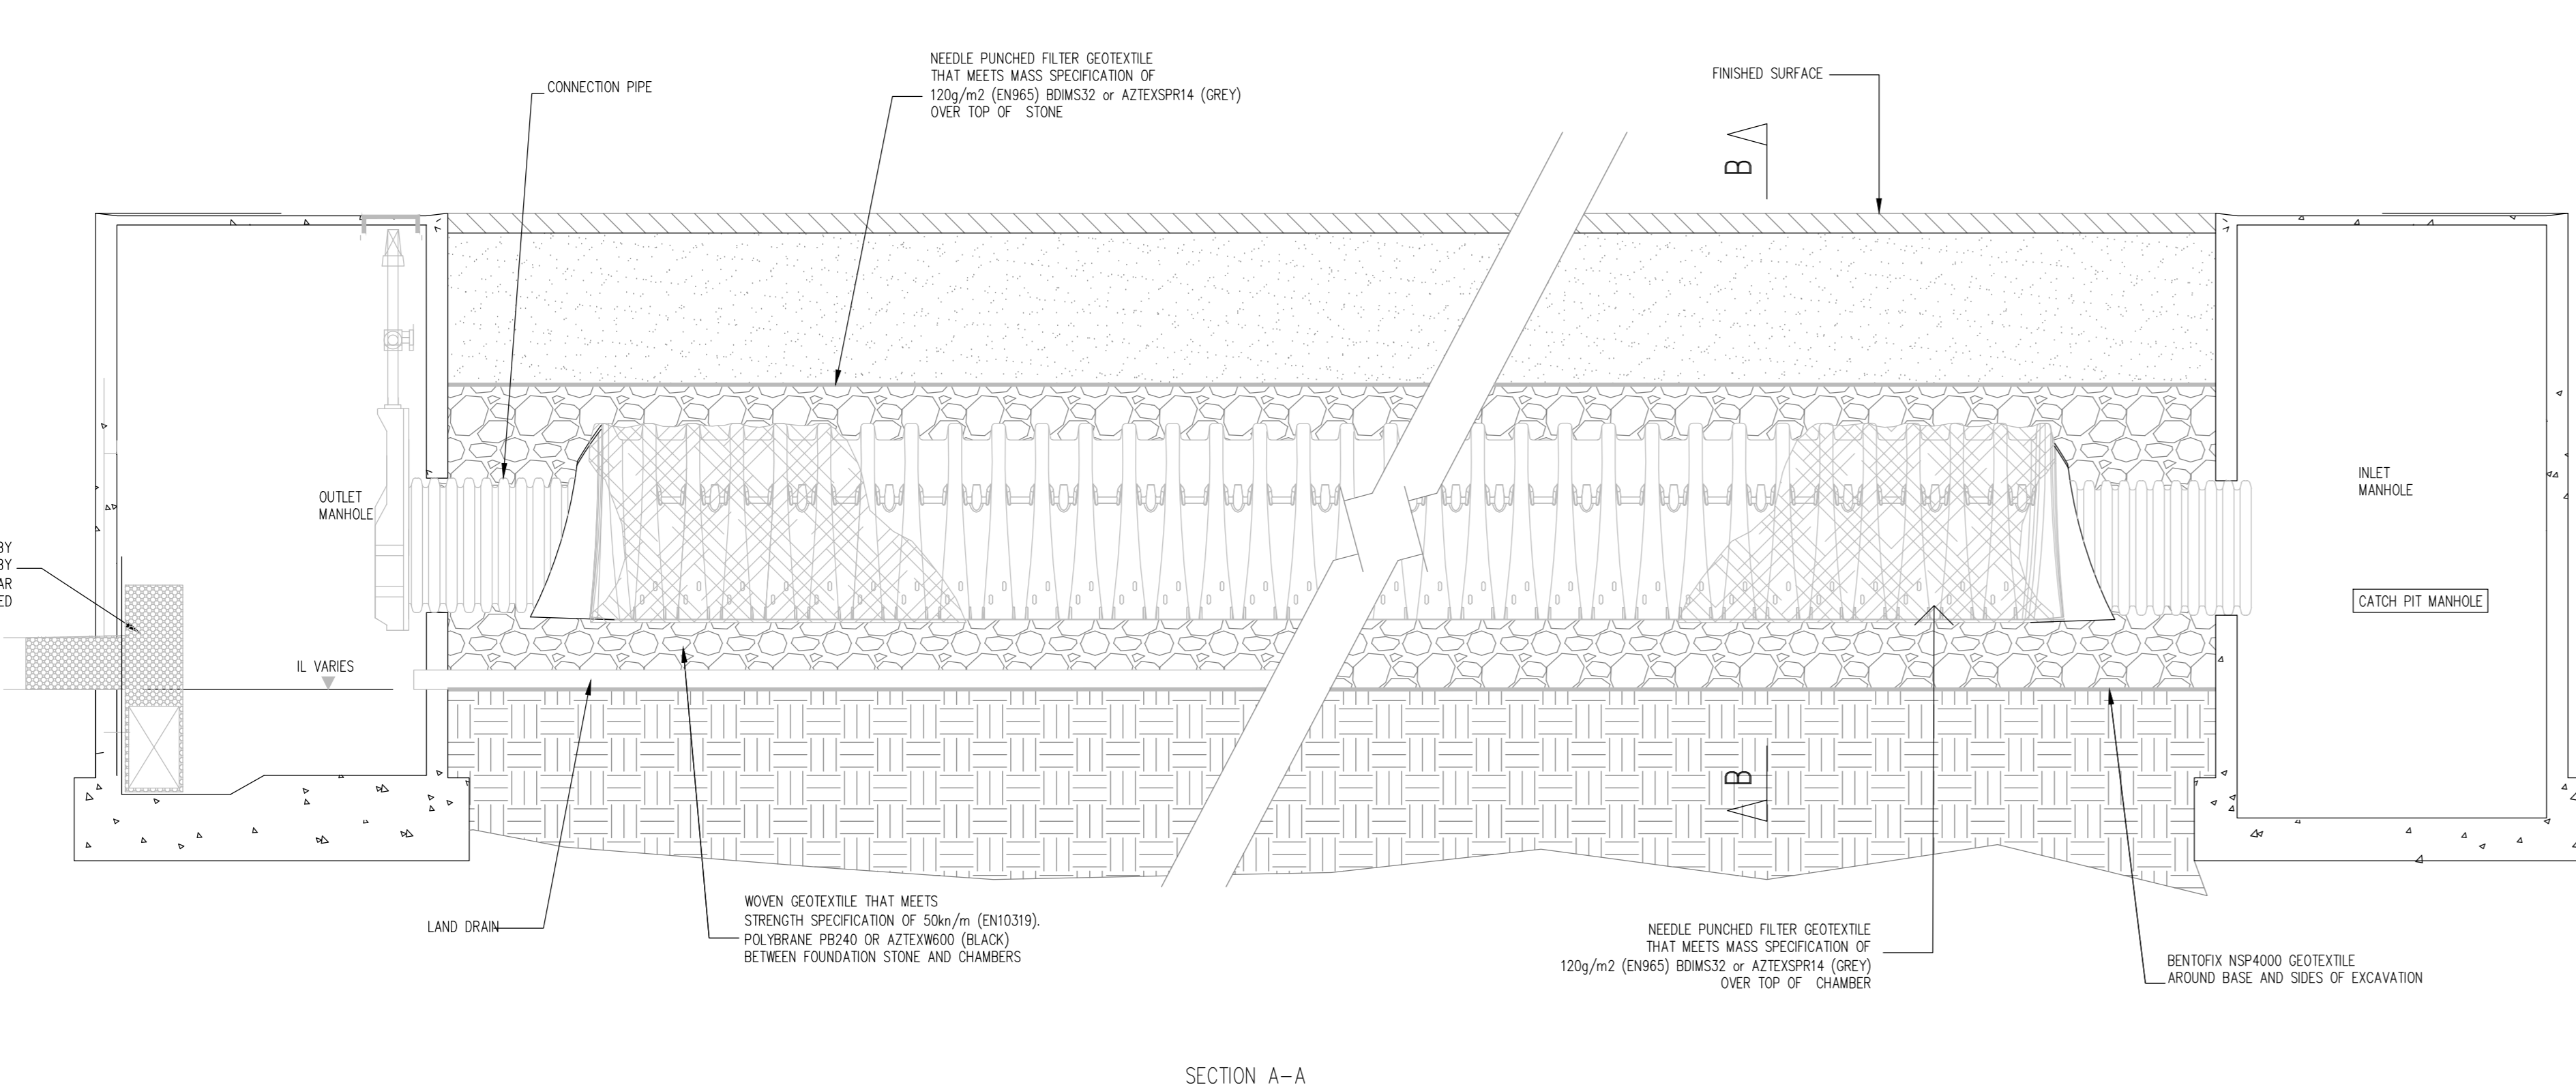 NEEDLE PUNCHED FILTER GEOTEXTILE
THAT MEETS MASS SPECIFICATION OF
120g/m2 (EN965) BDIMS32 or AZTEXSPR14 (GREY)
OVER TOP OF STONE
CONNECTION PIPE
FINISHED SURFACE
B
OUTLET
MANHOLE
INLET
MANHOLE
BY
BY
AR
ED
CATCH PIT MANHOLE
IL VARIES
B
LAND DRAIN
WOVEN GEOTEXTILE THAT MEETS
STRENGTH SPECIFICATION OF 50kn/m (EN10319).
POLYBRANE PB240 OR AZTEXW600 (BLACK)
BETWEEN FOUNDATION STONE AND CHAMBERS
NEEDLE PUNCHED FILTER GEOTEXTILE
THAT MEETS MASS SPECIFICATION OF
120g/m2 (EN965) BDIMS32 or AZTEXSPR14 (GREY)
OVER TOP OF CHAMBER
BENTOFIX NSP4000 GEOTEXTILE
AROUND BASE AND SIDES OF EXCAVATION
SECTION A-A